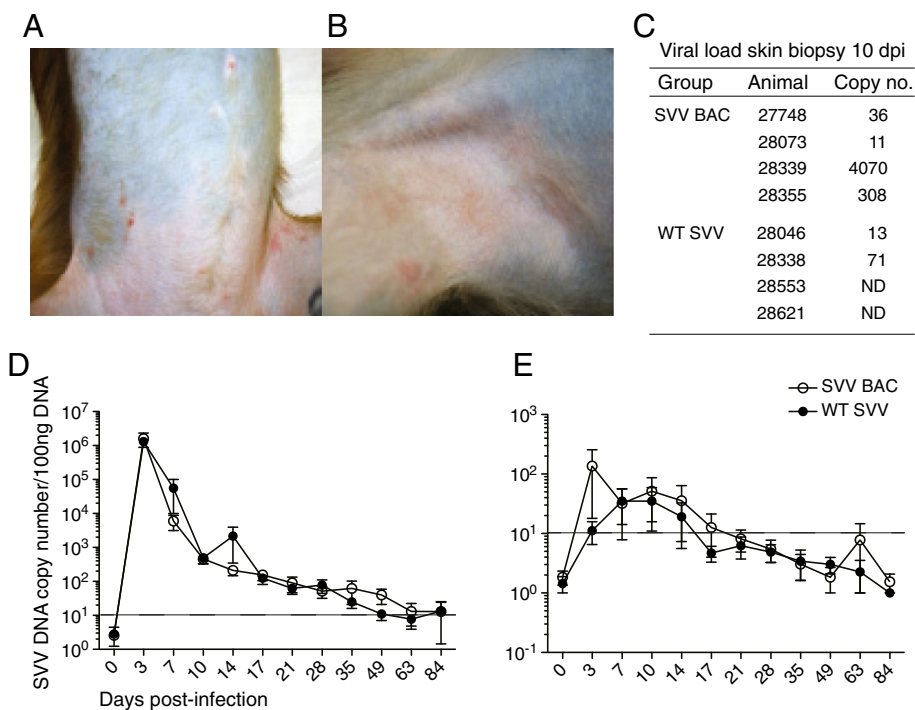 A
B
C
Viral load skin biopsy 10 dpi
Group Animal Copy no.
SVV BAC 27748 36
28073 11
28339 4070
28355 308
WT SVV 28046 13
28338 71
28553 ND
28621 ND
D
SVV DNA copy number/100ng DNA
10⁷
10⁶
10⁵
10⁴
10³
10²
10¹
10⁰
0 3 7 10 14 17 21 28 35 49 63 84
Days post-infection
E
SVV BAC
WT SVV
10³
10²
10¹
10⁰
10⁻¹
0 3 7 10 14 17 21 28 35 49 63 84